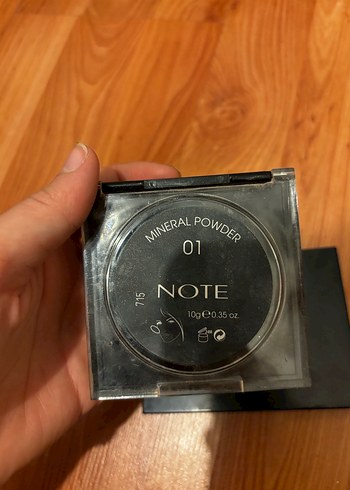 MINERAL POWDER
01
715
NOTE
10g ℮ 0.35 oz.